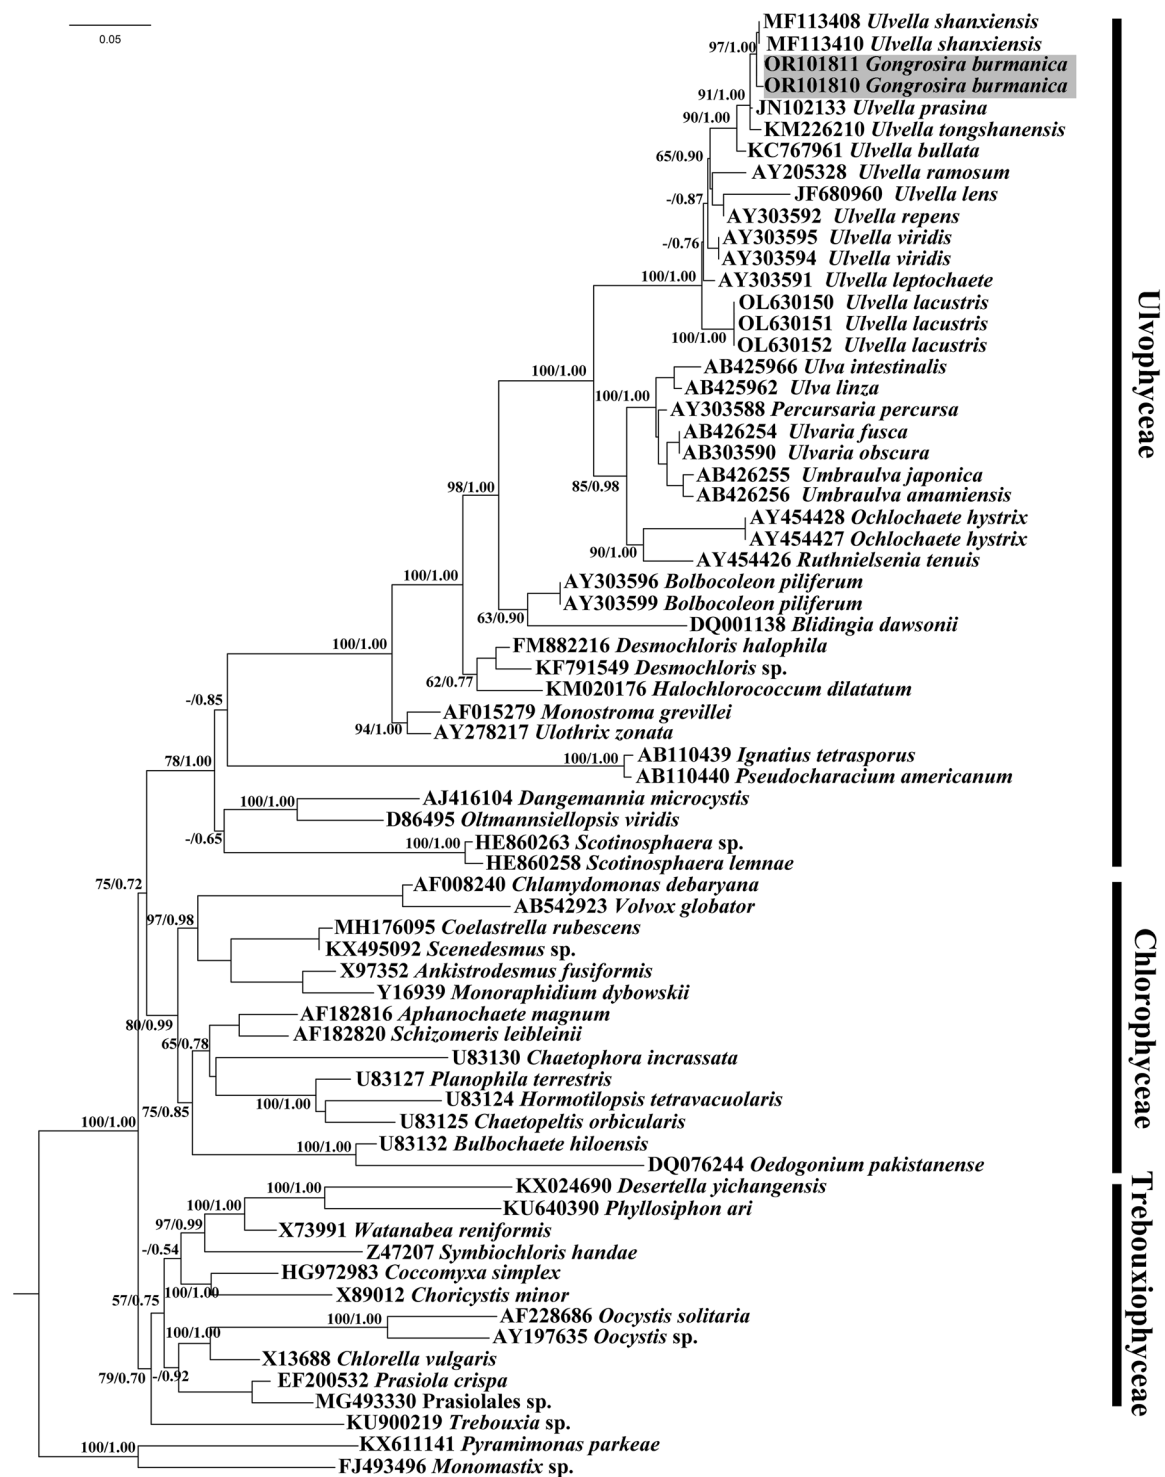 0.05
MF113408 Ulvella shanxiensis
97/1.00
MF113410 Ulvella shanxiensis
OR101811 Gongrosira burmanica
OR101810 Gongrosira burmanica
91/1.00
JN102133 Ulvella prasina
90/1.00
KM226210 Ulvella tongshanensis
KC767961 Ulvella bullata
65/0.90
AY205328 Ulvella ramosum
JF680960 Ulvella lens
-/0.87
AY303592 Ulvella repens
AY303595 Ulvella viridis
-/0.76
AY303594 Ulvella viridis
100/1.00
AY303591 Ulvella leptochaete
OL630150 Ulvella lacustris
OL630151 Ulvella lacustris
100/1.00
OL630152 Ulvella lacustris
100/1.00
AB425966 Ulva intestinalis
AB425962 Ulva linza
100/1.00
AY303588 Percursaria percursa
AB426254 Ulvaria fusca
AB303590 Ulvaria obscura
AB426255 Umbraulva japonica
98/1.00
85/0.98
AB426256 Umbraulva amamiensis
AY454428 Ochlochaete hystrix
AY454427 Ochlochaete hystrix
90/1.00
AY454426 Ruthnielsenia tenuis
100/1.00
AY303596 Bolbocoleon piliferum
AY303599 Bolbocoleon piliferum
63/0.90
DQ001138 Blidingia dawsonii
100/1.00
FM882216 Desmochloris halophila
KF791549 Desmochloris sp.
62/0.77
KM020176 Halochlorococcum dilatatum
-/0.85
AF015279 Monostroma grevillei
94/1.00
AY278217 Ulothrix zonata
78/1.00
100/1.00
AB110439 Ignatius tetrasporus
AB110440 Pseudocharacium americanum
100/1.00
AJ416104 Dangemannia microcystis
D86495 Oltmannsiellopsis viridis
-/0.65
100/1.00
HE860263 Scotinosphaera sp.
HE860258 Scotinosphaera lemnae
Ulvophyceae
75/0.72
AF008240 Chlamydomonas debaryana
AB542923 Volvox globator
97/0.98
MH176095 Coelastrella rubescens
KX495092 Scenedesmus sp.
X97352 Ankistrodesmus fusiformis
Y16939 Monoraphidium dybowskii
80/0.99
AF182816 Aphanochaete magnum
AF182820 Schizomeris leibleinii
65/0.78
U83130 Chaetophora incrassata
U83127 Planophila terrestris
100/1.00
U83124 Hormotilopsis tetravacuolaris
75/0.85
U83125 Chaetopeltis orbicularis
100/1.00
100/1.00
U83132 Bulbochaete hiloensis
DQ076244 Oedogonium pakistanense
Chlorophyceae
100/1.00
KX024690 Desertella yichangensis
100/1.00
KU640390 Phyllosiphon ari
97/0.99
X73991 Watanabea reniformis
-/0.54
Z47207 Symbiochloris handae
HG972983 Coccomyxa simplex
100/1.00
X89012 Choricystis minor
57/0.75
100/1.00
AF228686 Oocystis solitaria
100/1.00
AY197635 Oocystis sp.
X13688 Chlorella vulgaris
79/0.70
-/0.92
EF200532 Prasiola crispa
MG493330 Prasiolales sp.
KU900219 Trebouxia sp.
Trebouxiophyceae
100/1.00
KX611141 Pyramimonas parkeae
FJ493496 Monomastix sp.